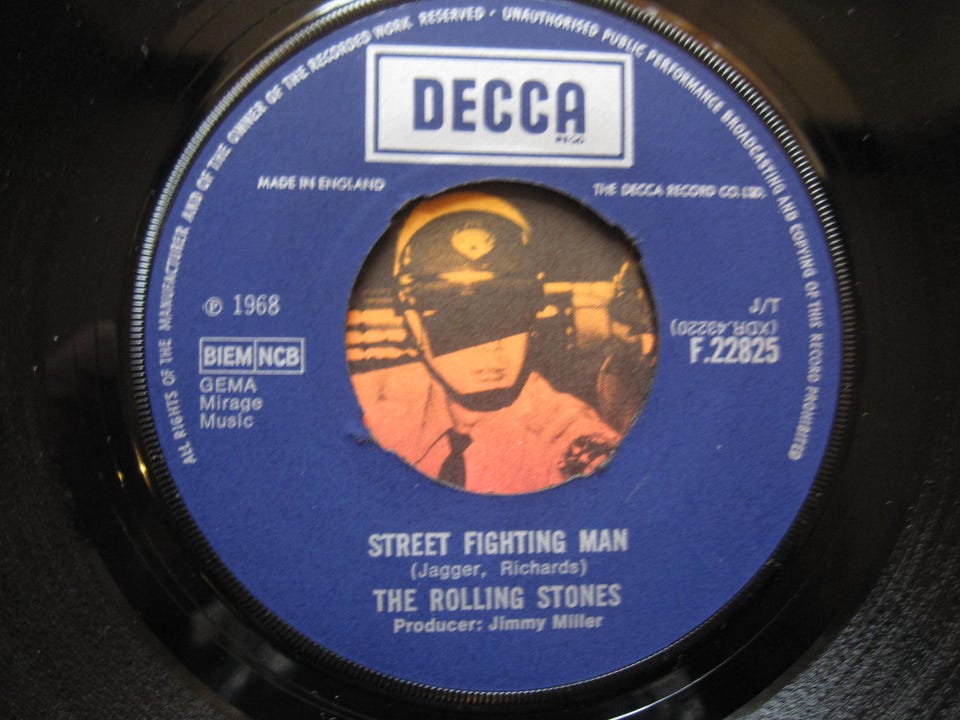 ALL RIGHTS OF THE MANUFACTURER AND OF THE OWNER OF THE RECORDED WORK RESERVED · UNAUTHORISED PUBLIC PERFORMANCE BROADCASTING AND COPYING OF THIS RECORD PROHIBITED
DECCA
MADE IN ENGLAND
THE DECCA RECORD CO. LTD.
℗ 1968
BIEM NCB
GEMA
Mirage
Music
(XDR.43220)
F.22825
STREET FIGHTING MAN
(Jagger, Richards)
THE ROLLING STONES
Producer: Jimmy Miller